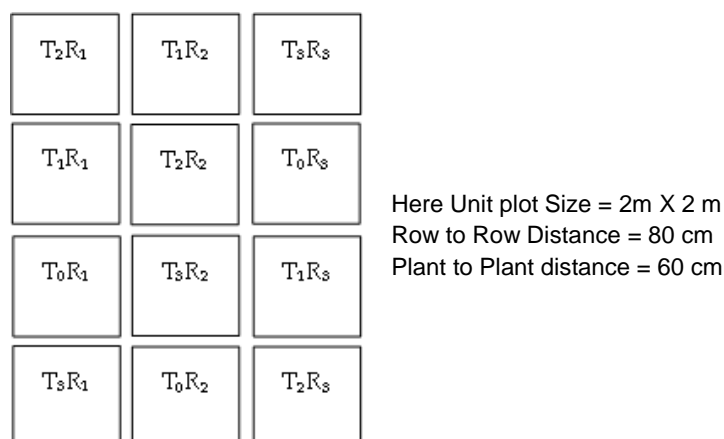 T₂R₁ T₁R₂ T₃R₃
T₁R₁ T₂R₂ T₀R₃
Here Unit plot Size = 2m X 2 m
Row to Row Distance = 80 cm
Plant to Plant distance = 60 cm
T₀R₁ T₃R₂ T₁R₃
T₃R₁ T₀R₂ T₂R₃